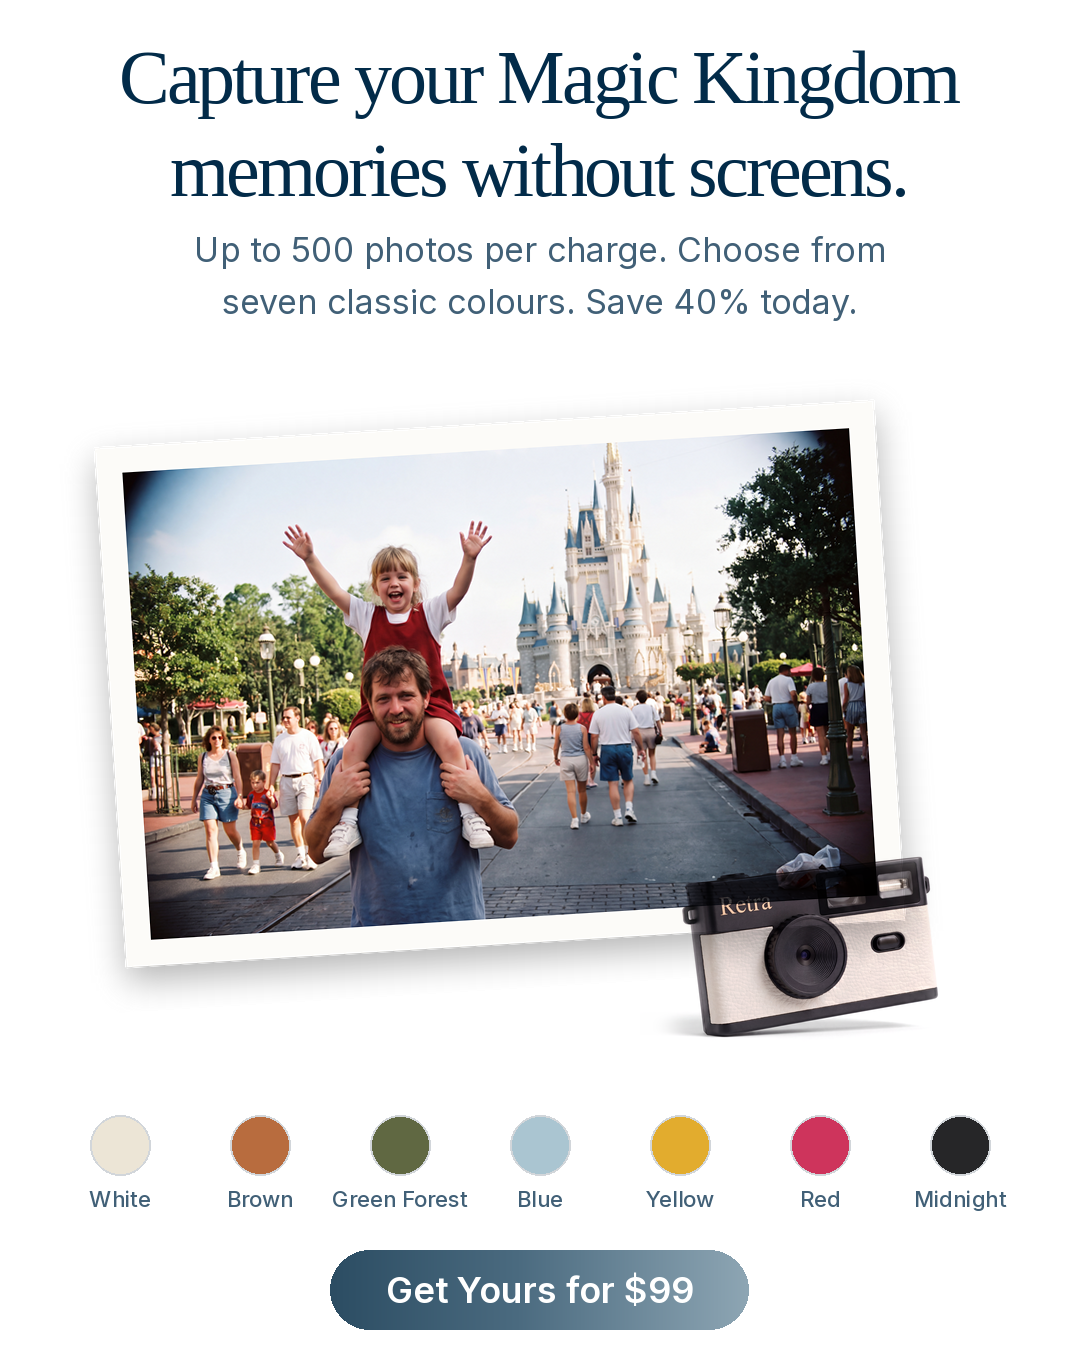 Capture your Magic Kingdom
memories without screens.
Up to 500 photos per charge. Choose from
seven classic colours. Save 40% today.
Retra
White
Brown
Green Forest
Blue
Yellow
Red
Midnight
Get Yours for $99